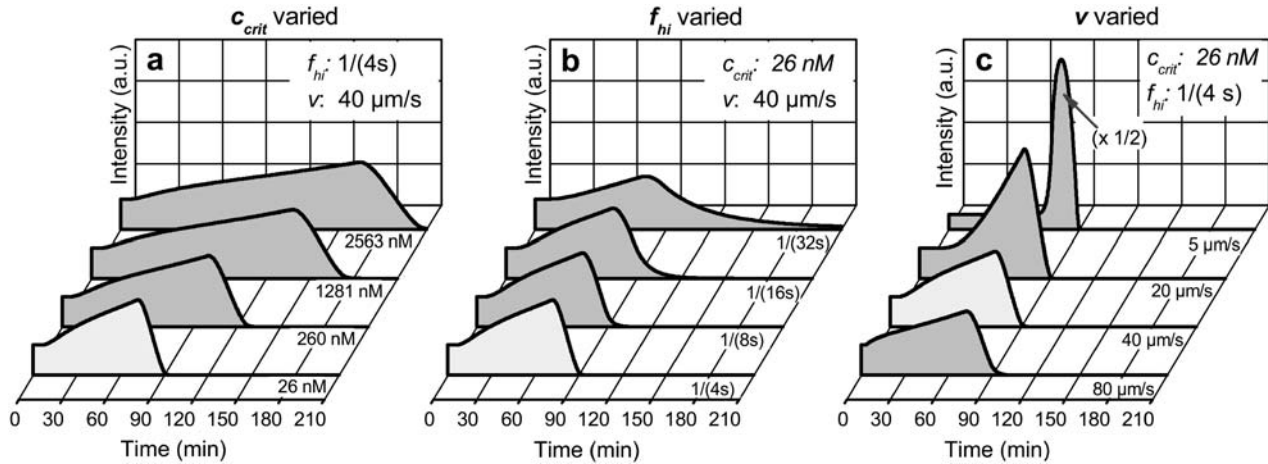 c_crit varied
Intensity (a.u.)
a
f_hi: 1/(4s)
v: 40 µm/s
2563 nM
1281 nM
260 nM
26 nM
0 30 60 90 120 150 180 210
Time (min)
f_hi varied
Intensity (a.u.)
b
c_crit: 26 nM
v: 40 µm/s
1/(32s)
1/(16s)
1/(8s)
1/(4s)
0 30 60 90 120 150 180 210
Time (min)
v varied
Intensity (a.u.)
c
c_crit: 26 nM
f_hi: 1/(4 s)
(x 1/2)
5 µm/s
20 µm/s
40 µm/s
80 µm/s
0 30 60 90 120 150 180 210
Time (min)